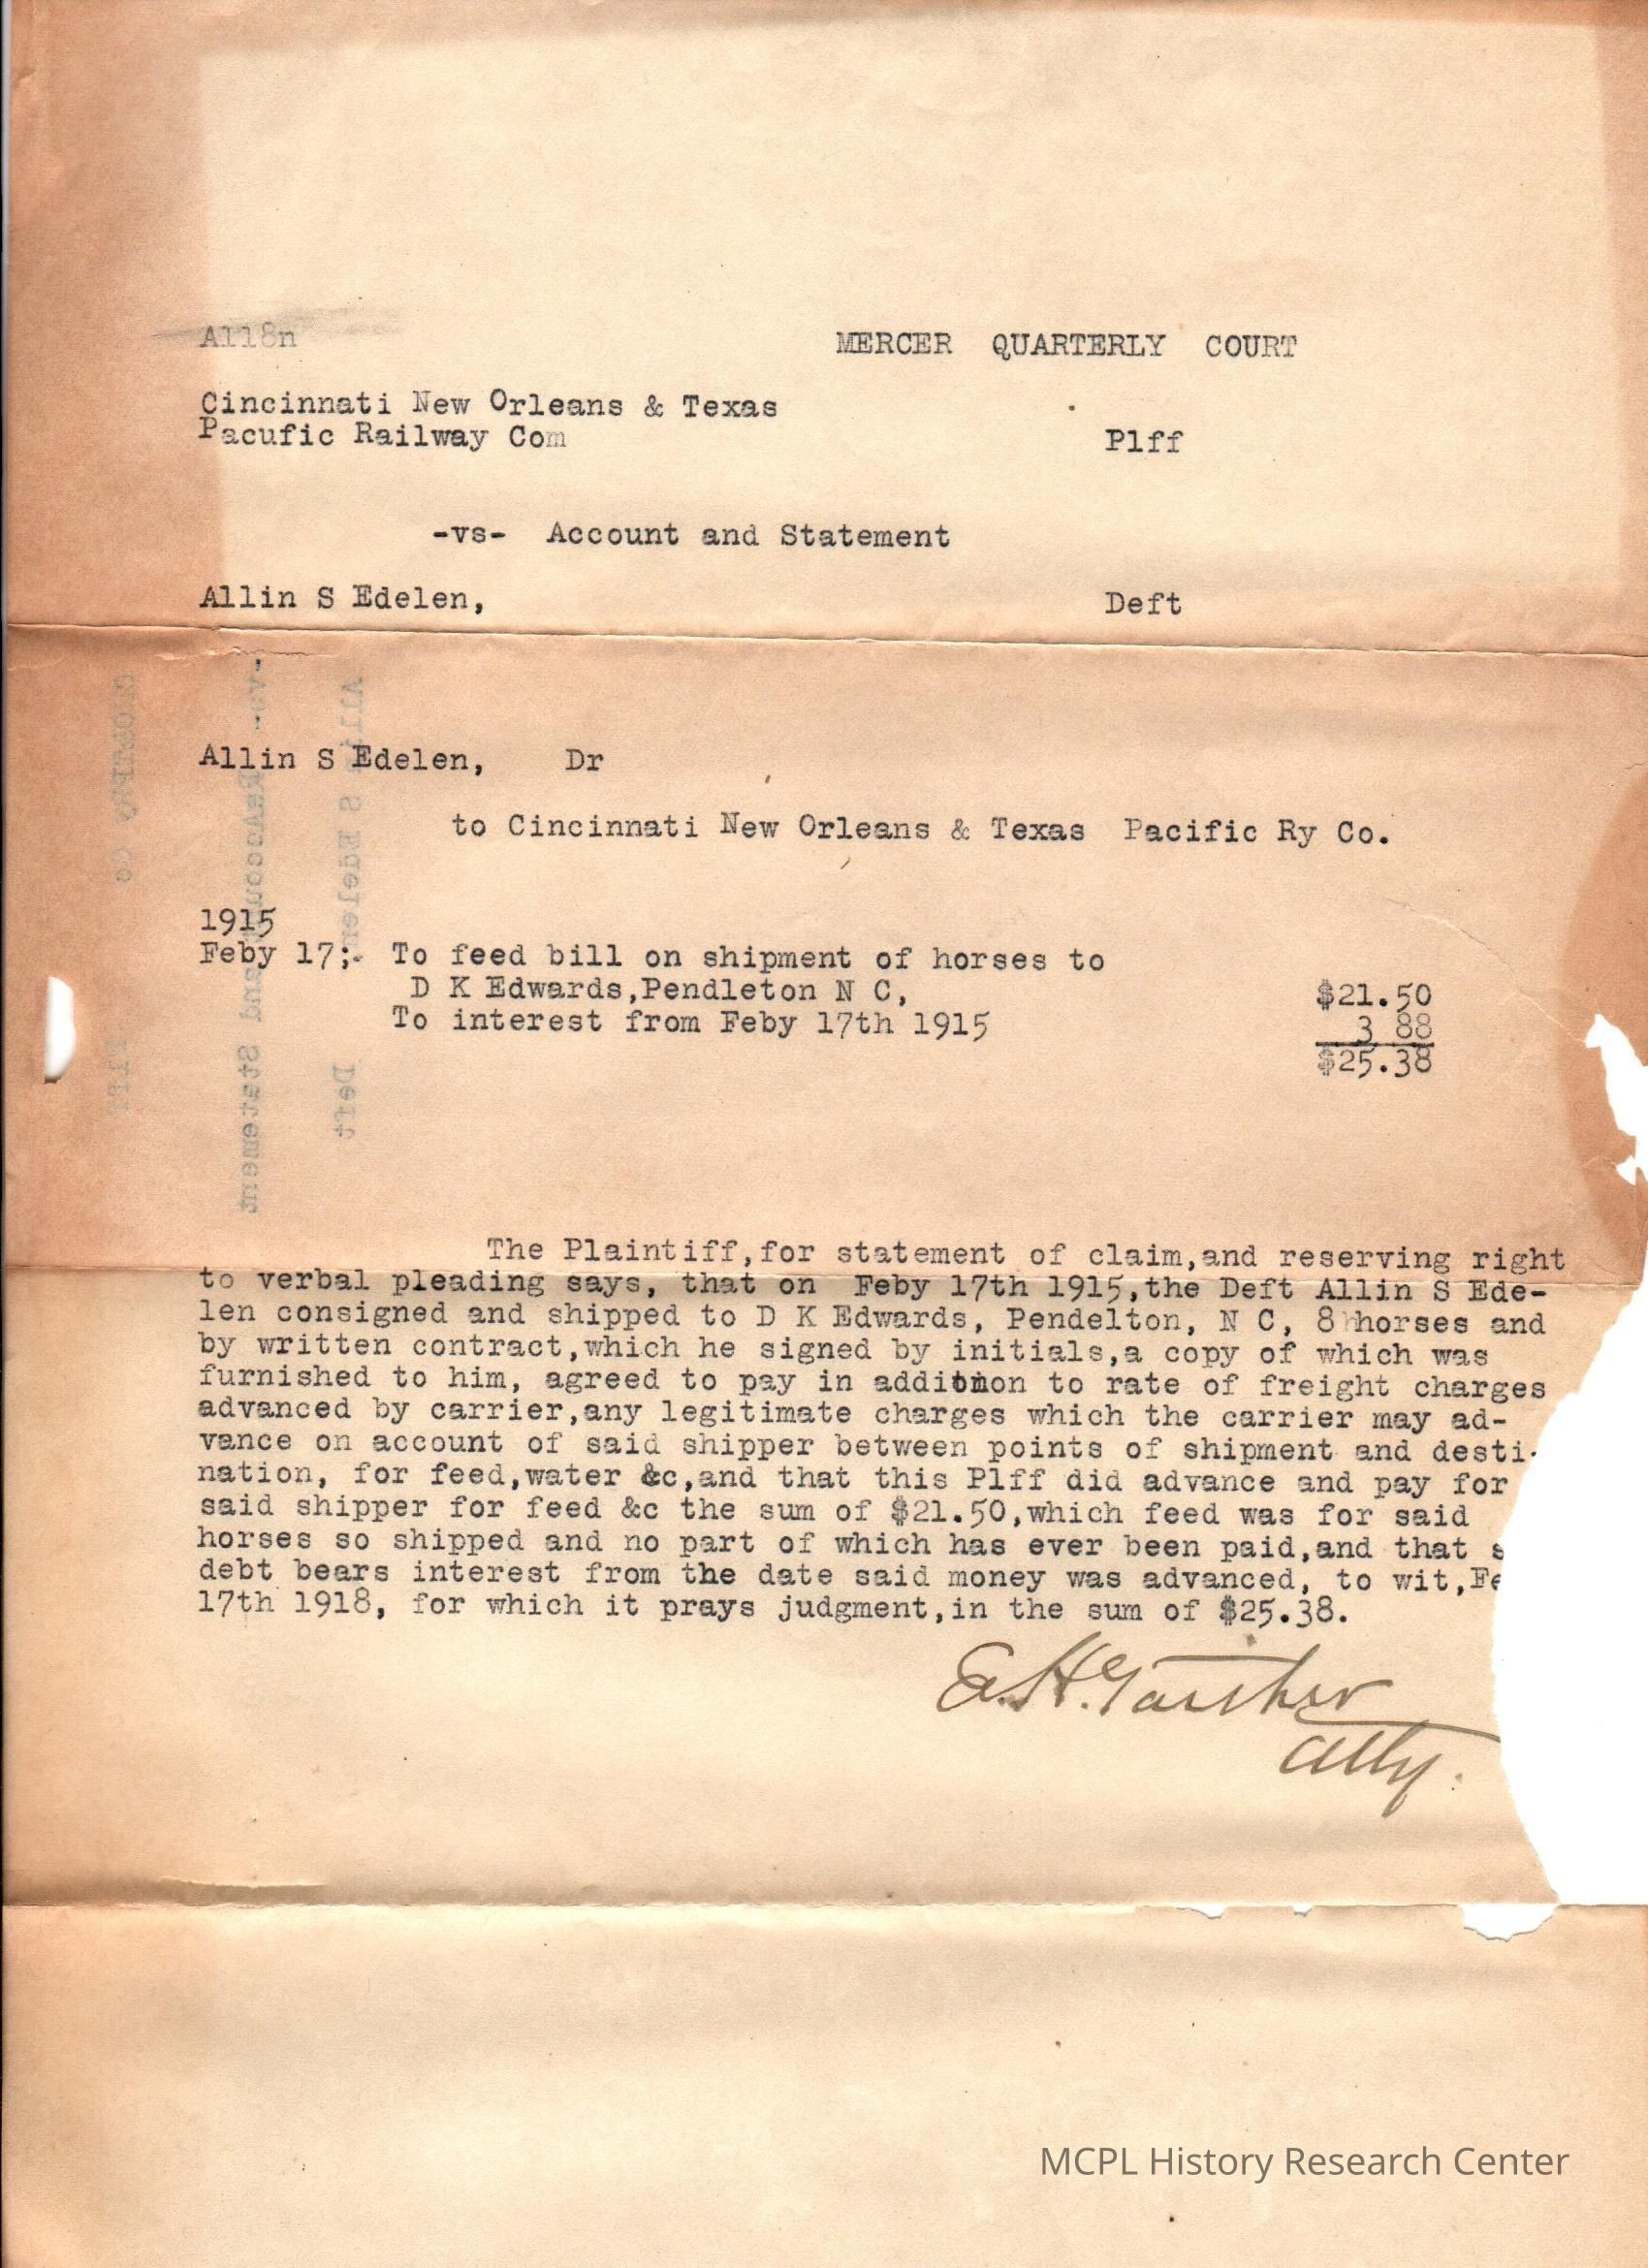 All8n
MERCER QUARTERLY COURT
Cincinnati New Orleans & Texas
Pacufic Railway Com
Plff
-vs- Account and Statement
Allin S Edelen,
Deft
Allin S Edelen, Dr
to Cincinnati New Orleans & Texas Pacific Ry Co.
1915
Feby 17;. To feed bill on shipment of horses to
D K Edwards,Pendleton N C, $21.50
To interest from Feby 17th 1915 3 88
$25.38
The Plaintiff,for statement of claim,and reserving right
to verbal pleading says, that on Feby 17th 1915,the Deft Allin S Ede-
len consigned and shipped to D K Edwards, Pendelton, N C, 8 horses and
by written contract,which he signed by initials,a copy of which was
furnished to him, agreed to pay in addition to rate of freight charges
advanced by carrier,any legitimate charges which the carrier may ad-
vance on account of said shipper between points of shipment and desti-
nation, for feed,water &c,and that this Plff did advance and pay for
said shipper for feed &c the sum of $21.50,which feed was for said
horses so shipped and no part of which has ever been paid,and that s
debt bears interest from the date said money was advanced, to wit,Fe
17th 1918, for which it prays judgment,in the sum of $25.38.
E.H.Gaither
Atty.
-vs- Account and Statement
Allin S Edelen Deft
MCPL History Research Center